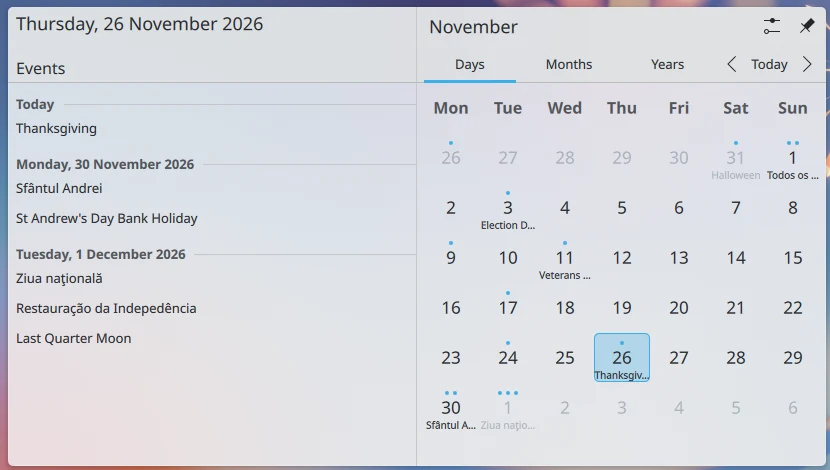 Thursday, 26 November 2026
Events
Today
Thanksgiving
Monday, 30 November 2026
Sfântul Andrei
St Andrew's Day Bank Holiday
Tuesday, 1 December 2026
Ziua naţională
Restauração da Indepedência
Last Quarter Moon
November
Days Months Years Today
Mon Tue Wed Thu Fri Sat Sun
26 27 28 29 30 31 1
Halloween Todos os ...
2 3 4 5 6 7 8
Election D...
9 10 11 12 13 14 15
Veterans ...
16 17 18 19 20 21 22
23 24 25 26 27 28 29
Thanksgiv...
30 1 2 3 4 5 6
Sfântul A... Ziua naţio...